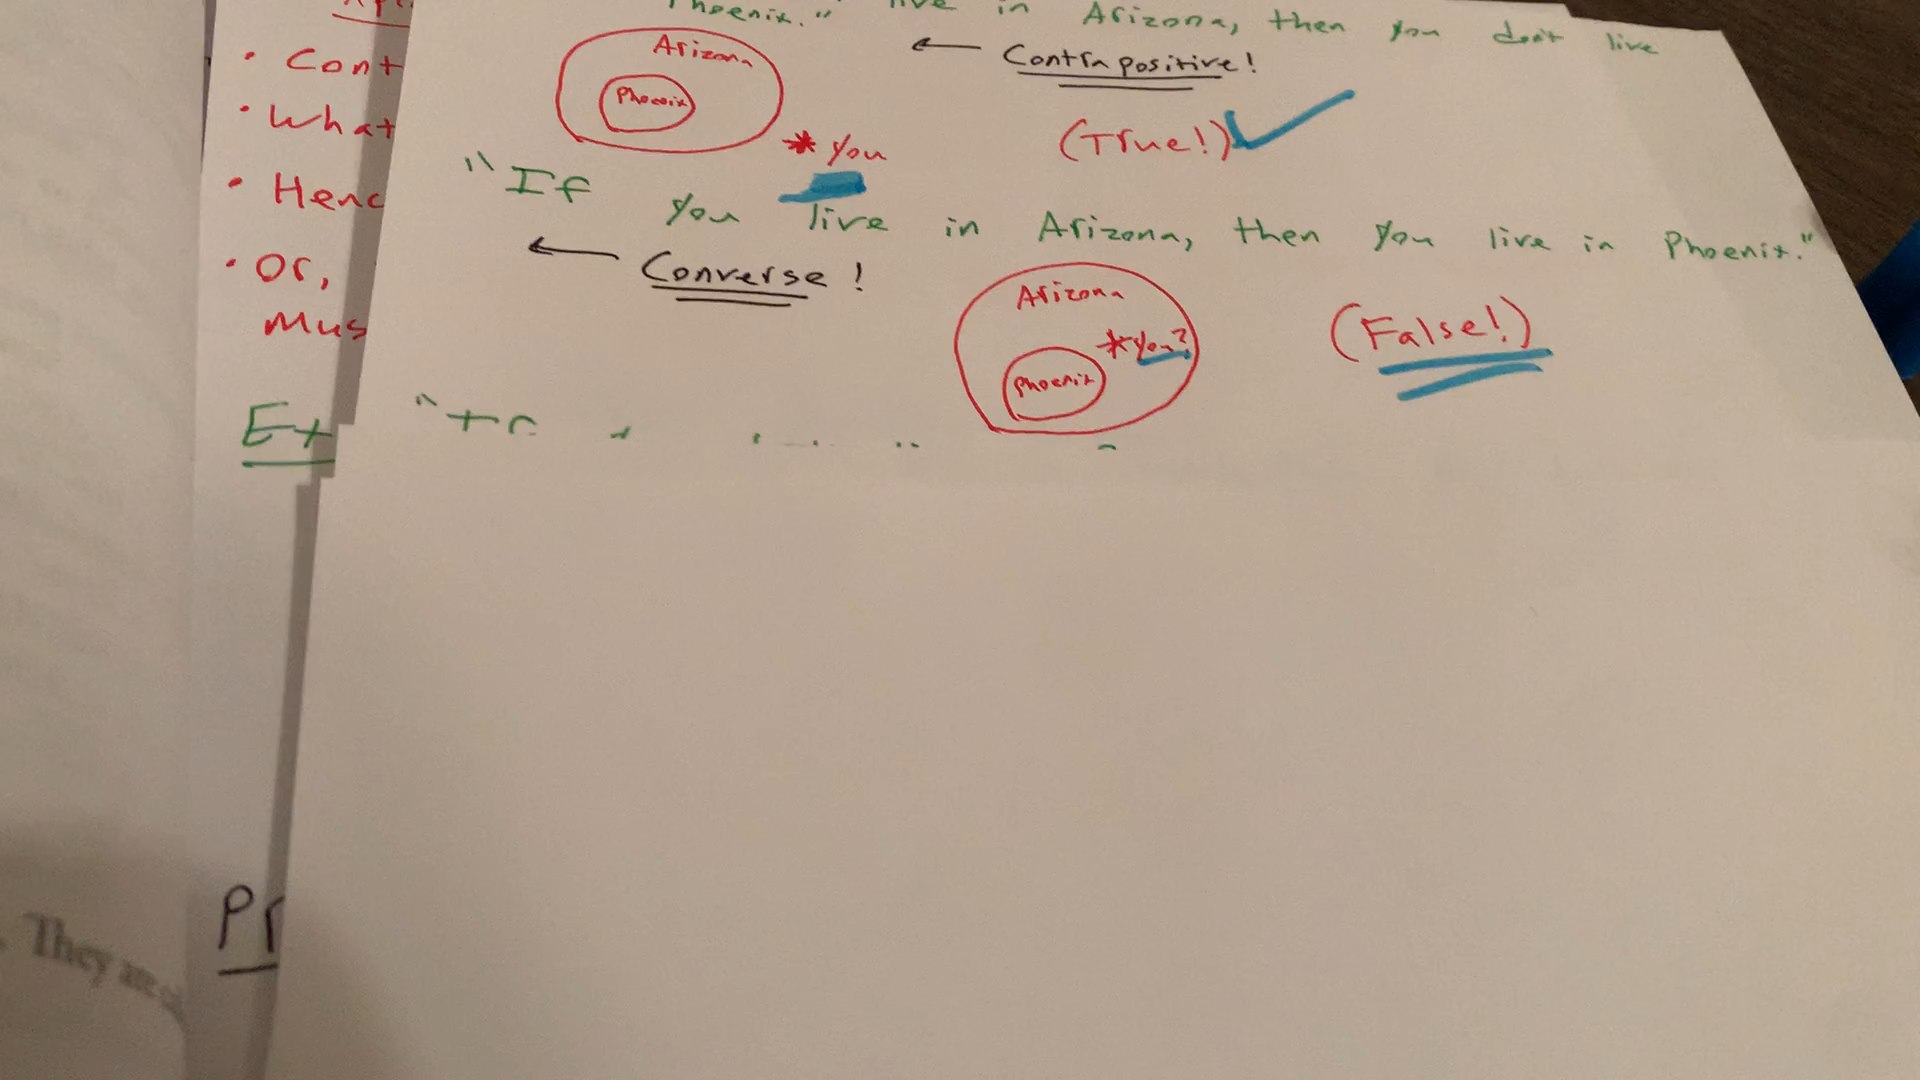 live in Arizona, then you don't live
Phoenix."
Arizona
Phoenix
* you
← Contrapositive!
(True!)
"If you live in Arizona, then you live in Phoenix."
← Converse!
Arizona
* you?
Phoenix
(False!)
• Cont
• What
• Henc
• Or,
Mus
Ex
Pr
They are